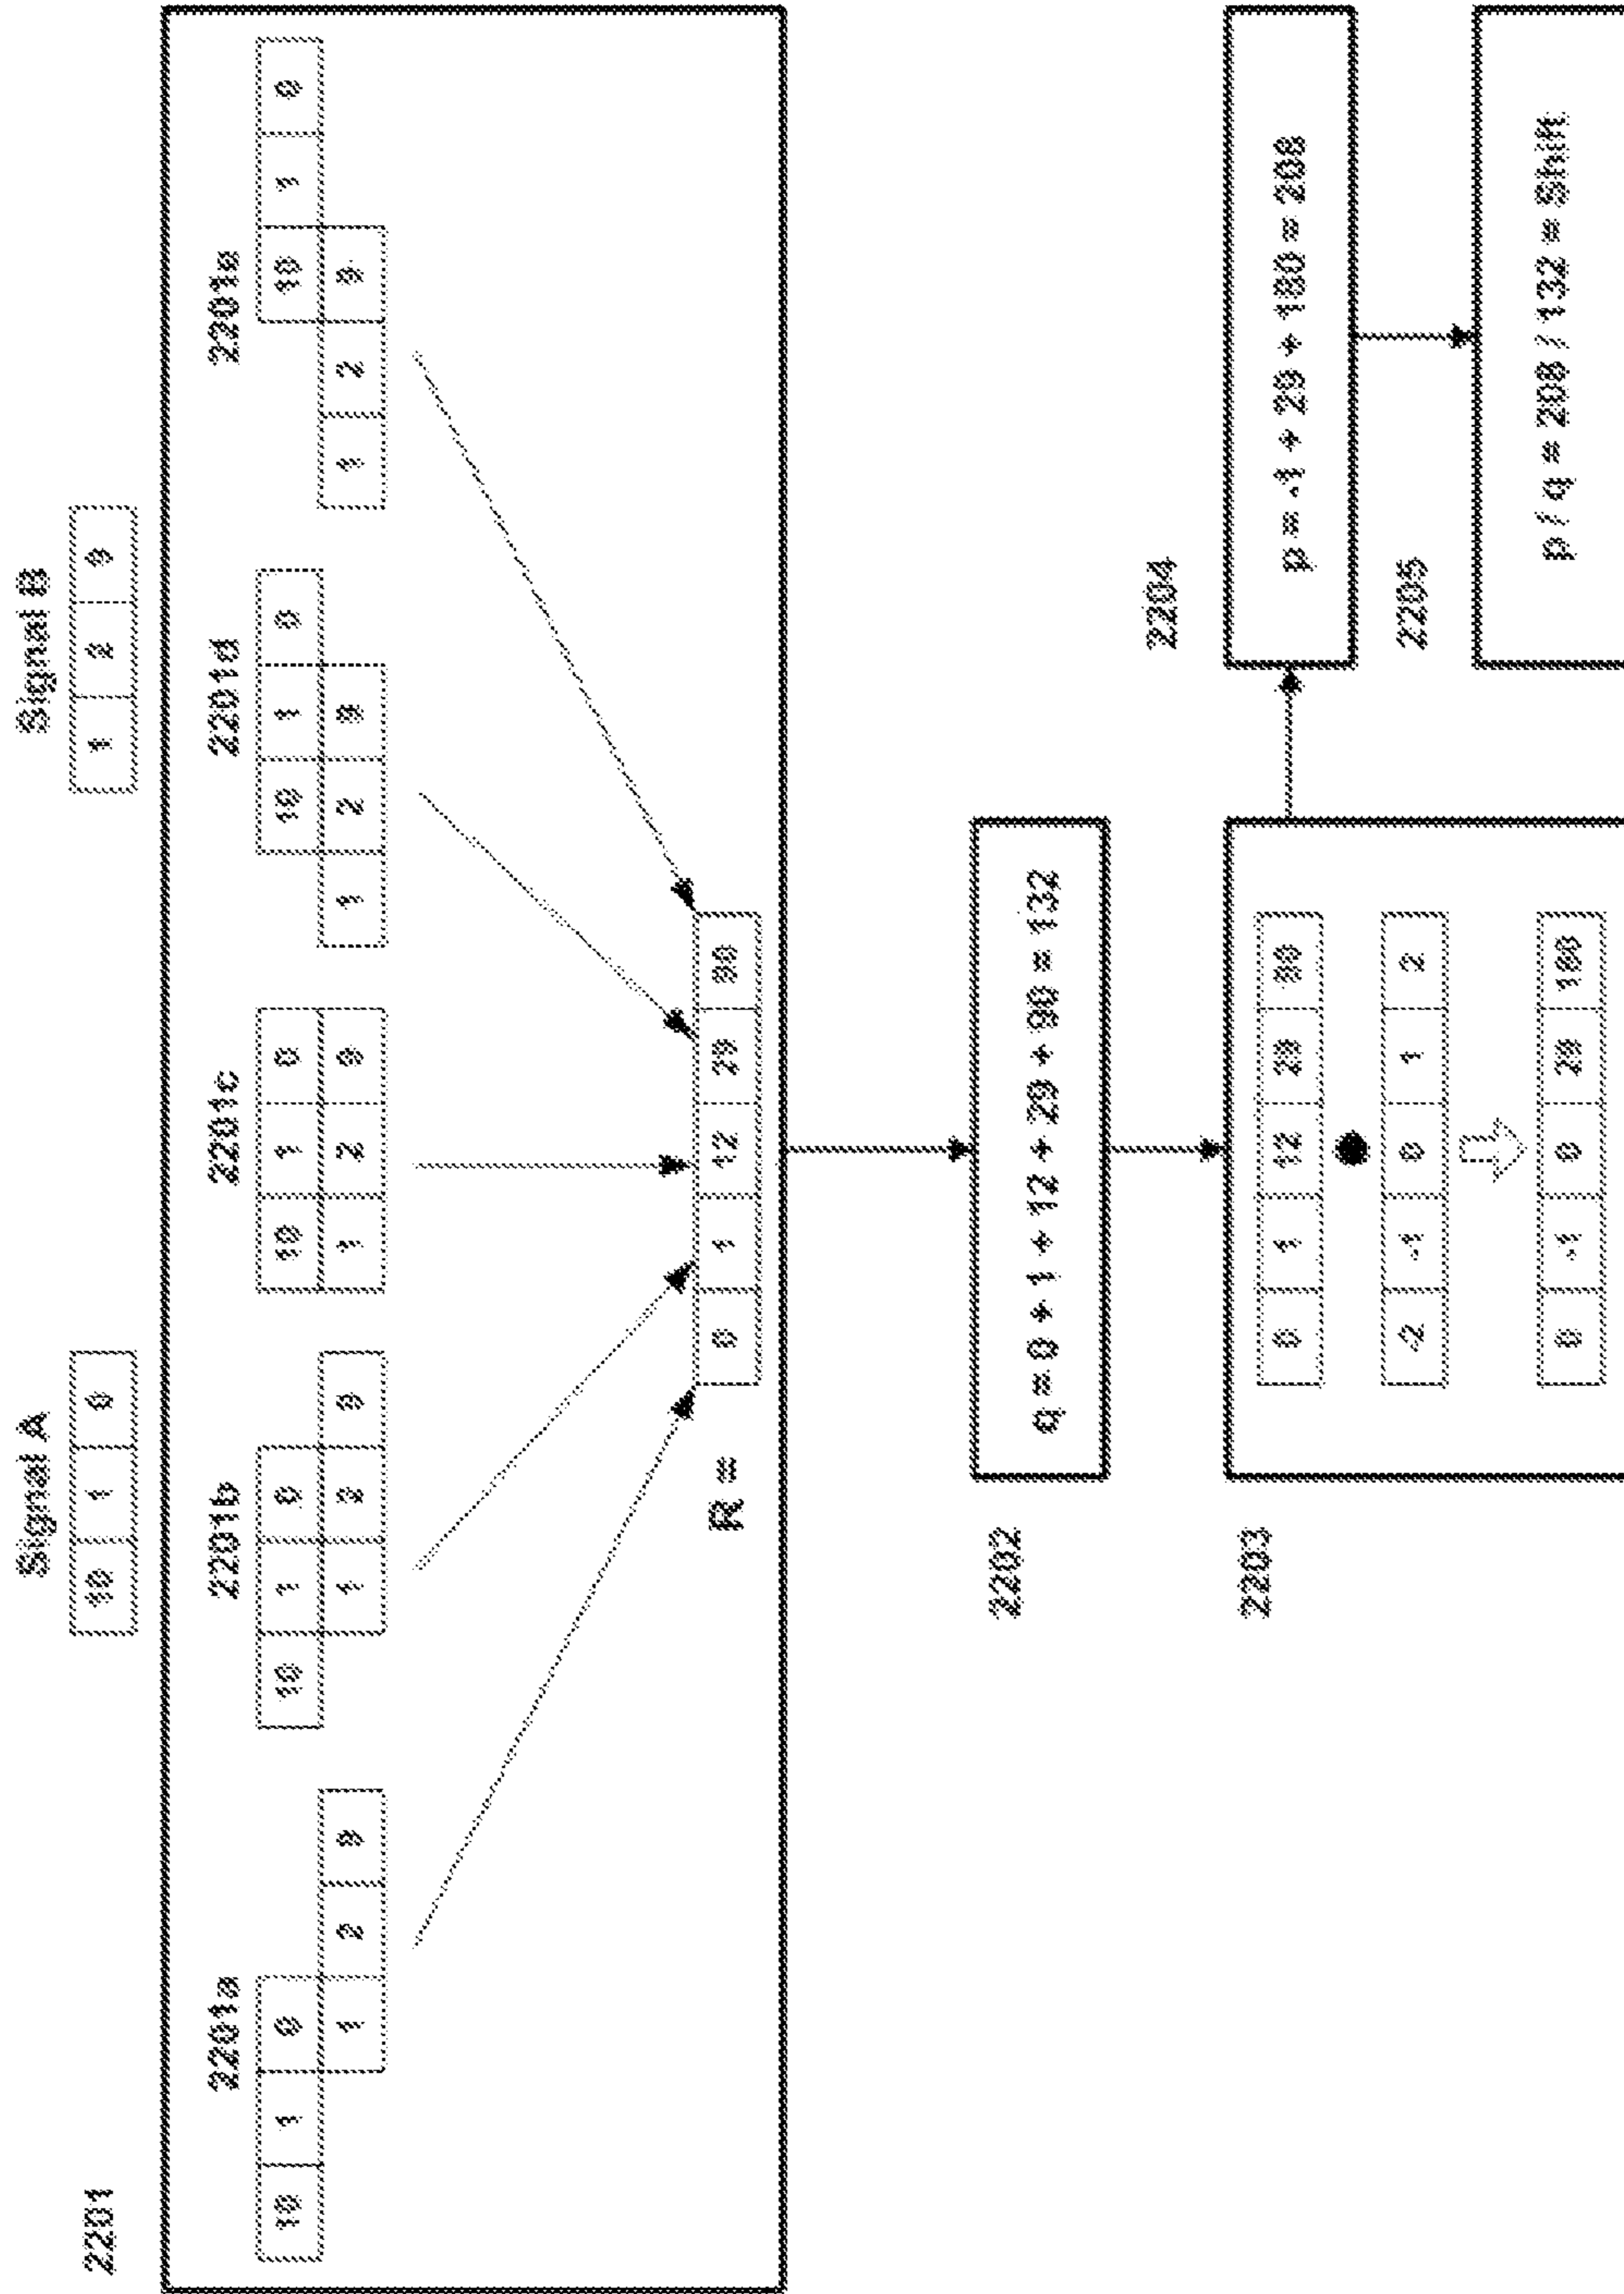 Signal A
10 1 0
Signal B
1 2 9
2201
2201a
10 1 0
1 2 9
2201b
10 1 0
1 2 9
2201c
10 1 0
1 2 9
2201d
10 1 0
1 2 9
2201e
10 1 0
1 2 9
R =
0 1 12 29 90
2202
q = 0 + 1 + 12 + 29 + 90 = 132
2203
0 1 12 29 90
-2 -1 0 1 2
0 -1 0 29 180
2204
p = -1 + 29 + 180 = 208
2205
p / q = 208 / 132 = Shift